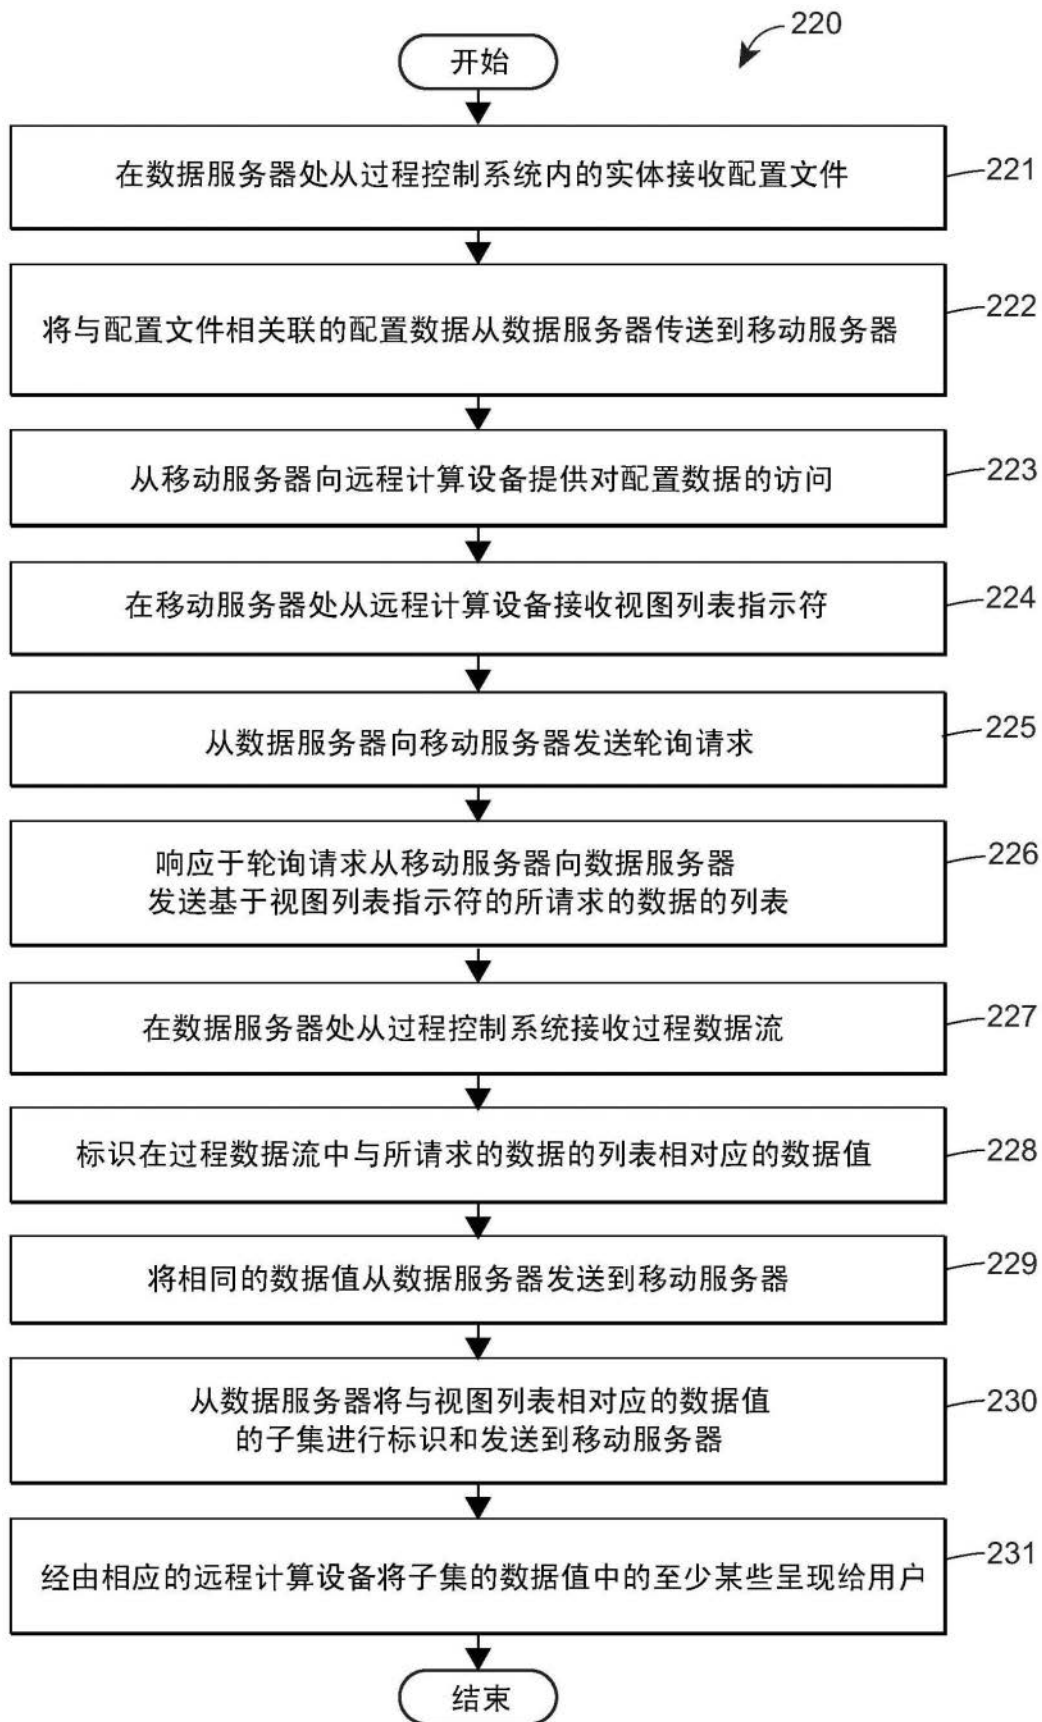 220
开始
在数据服务器处从过程控制系统内的实体接收配置文件
221
将与配置文件相关联的配置数据从数据服务器传送到移动服务器
222
从移动服务器向远程计算设备提供对配置数据的访问
223
在移动服务器处从远程计算设备接收视图列表指示符
224
从数据服务器向移动服务器发送轮询请求
225
响应于轮询请求从移动服务器向数据服务器
发送基于视图列表指示符的所请求的数据的列表
226
在数据服务器处从过程控制系统接收过程数据流
227
标识在过程数据流中与所请求的数据的列表相对应的数据值
228
将相同的数据值从数据服务器发送到移动服务器
229
从数据服务器将与视图列表相对应的数据值
的子集进行标识和发送到移动服务器
230
经由相应的远程计算设备将子集的数据值中的至少某些呈现给用户
231
结束